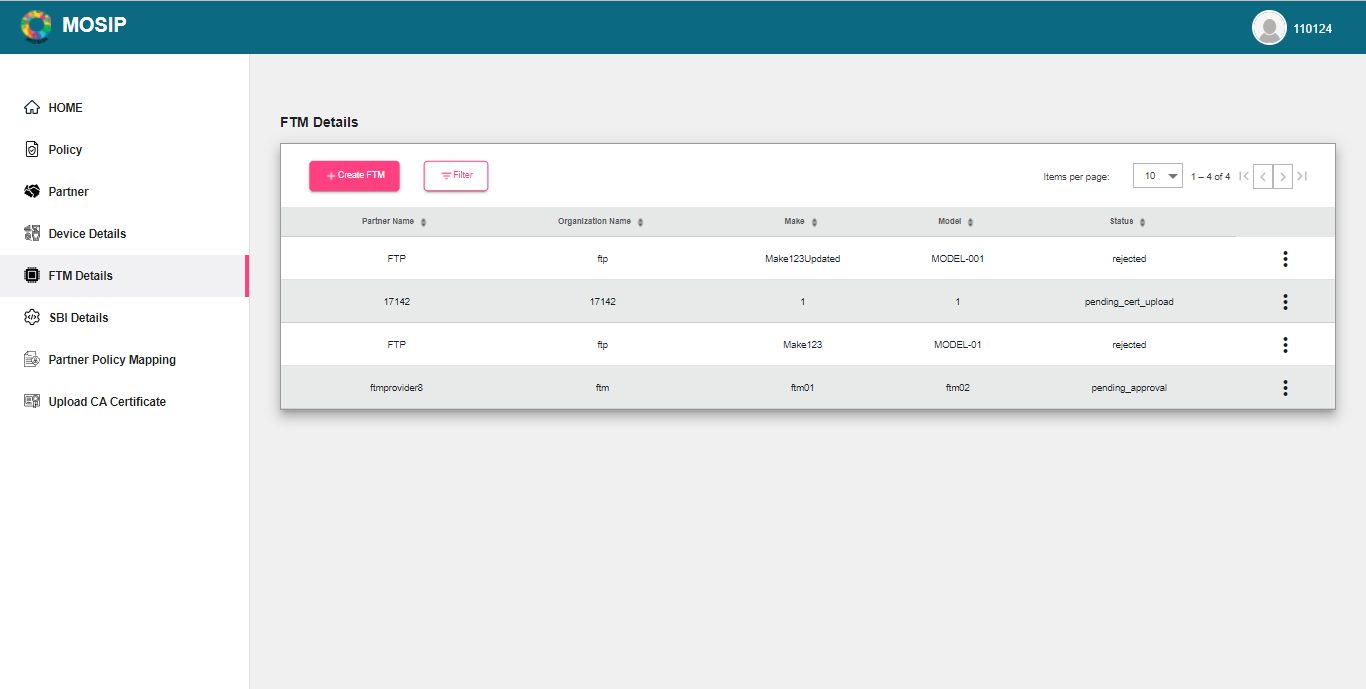 MOSIP
110124
HOME
Policy
Partner
Device Details
FTM Details
SBI Details
Partner Policy Mapping
Upload CA Certificate
FTM Details
+ Create FTM Filter Items per page: 10 1 – 4 of 4
Partner Name Organization Name Make Model Status
FTP ftp Make123Updated MODEL-001 rejected
17142 17142 1 1 pending_cert_upload
FTP ftp Make123 MODEL-01 rejected
ftmprovider8 ftm ftm01 ftm02 pending_approval